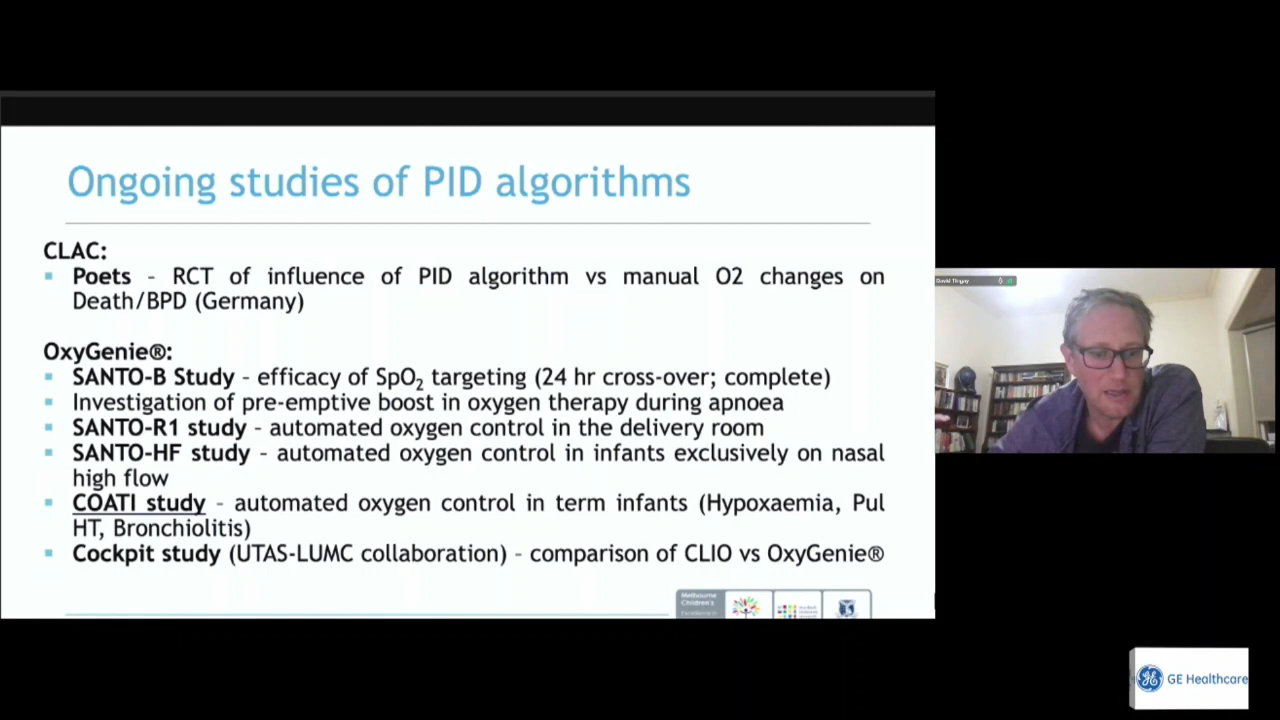 Ongoing studies of PID algorithms
CLAC:
Poets – RCT of influence of PID algorithm vs manual O2 changes on
Death/BPD (Germany)
OxyGenie®:
SANTO-B Study – efficacy of SpO₂ targeting (24 hr cross-over; complete)
Investigation of pre-emptive boost in oxygen therapy during apnoea
SANTO-R1 study – automated oxygen control in the delivery room
SANTO-HF study – automated oxygen control in infants exclusively on nasal
high flow
COATI study – automated oxygen control in term infants (Hypoxaemia, Pul
HT, Bronchiolitis)
Cockpit study (UTAS-LUMC collaboration) – comparison of CLIO vs OxyGenie®
Melbourne
Children's
David Tingay
GE Healthcare